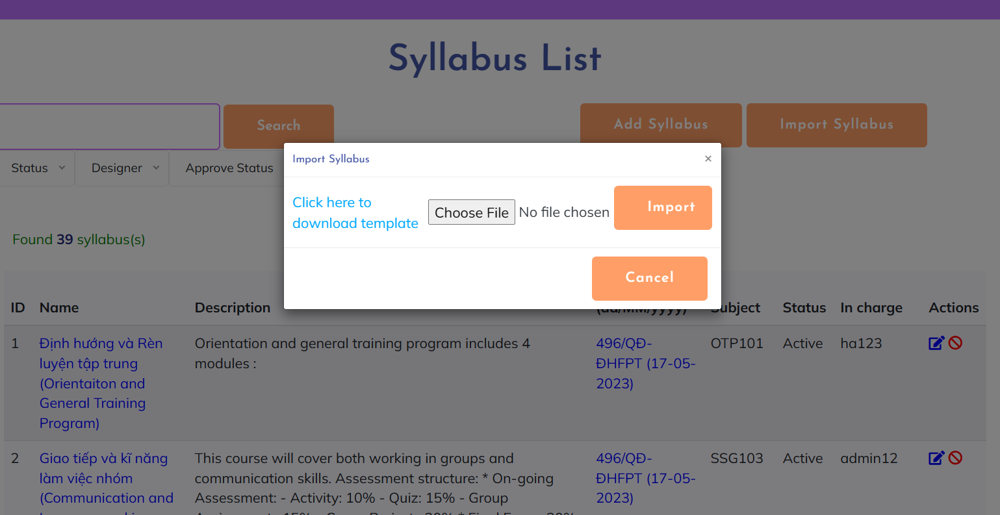 Syllabus List
Search
Add Syllabus
Import Syllabus
Status
Designer
Approve Status
Import Syllabus
×
Click here to
download template
Choose File No file chosen
Import
Cancel
Found 39 syllabus(s)
ID Name Description (dd/MM/yyyy) Subject Status In charge Actions
1
Định hướng và Rèn
luyện tập trung
(Orientaiton and
General Training
Program)
Orientation and general training program includes 4
modules :
496/QĐ-
ĐHFPT (17-05-
2023)
OTP101
Active
ha123
2
Giao tiếp và kĩ năng
làm việc nhóm
(Communication and
This course will cover both working in groups and
communication skills. Assessment structure: * On-going
Assessment: - Activity: 10% - Quiz: 15% - Group
496/QĐ-
ĐHFPT (17-05-
2023)
SSG103
Active
admin12